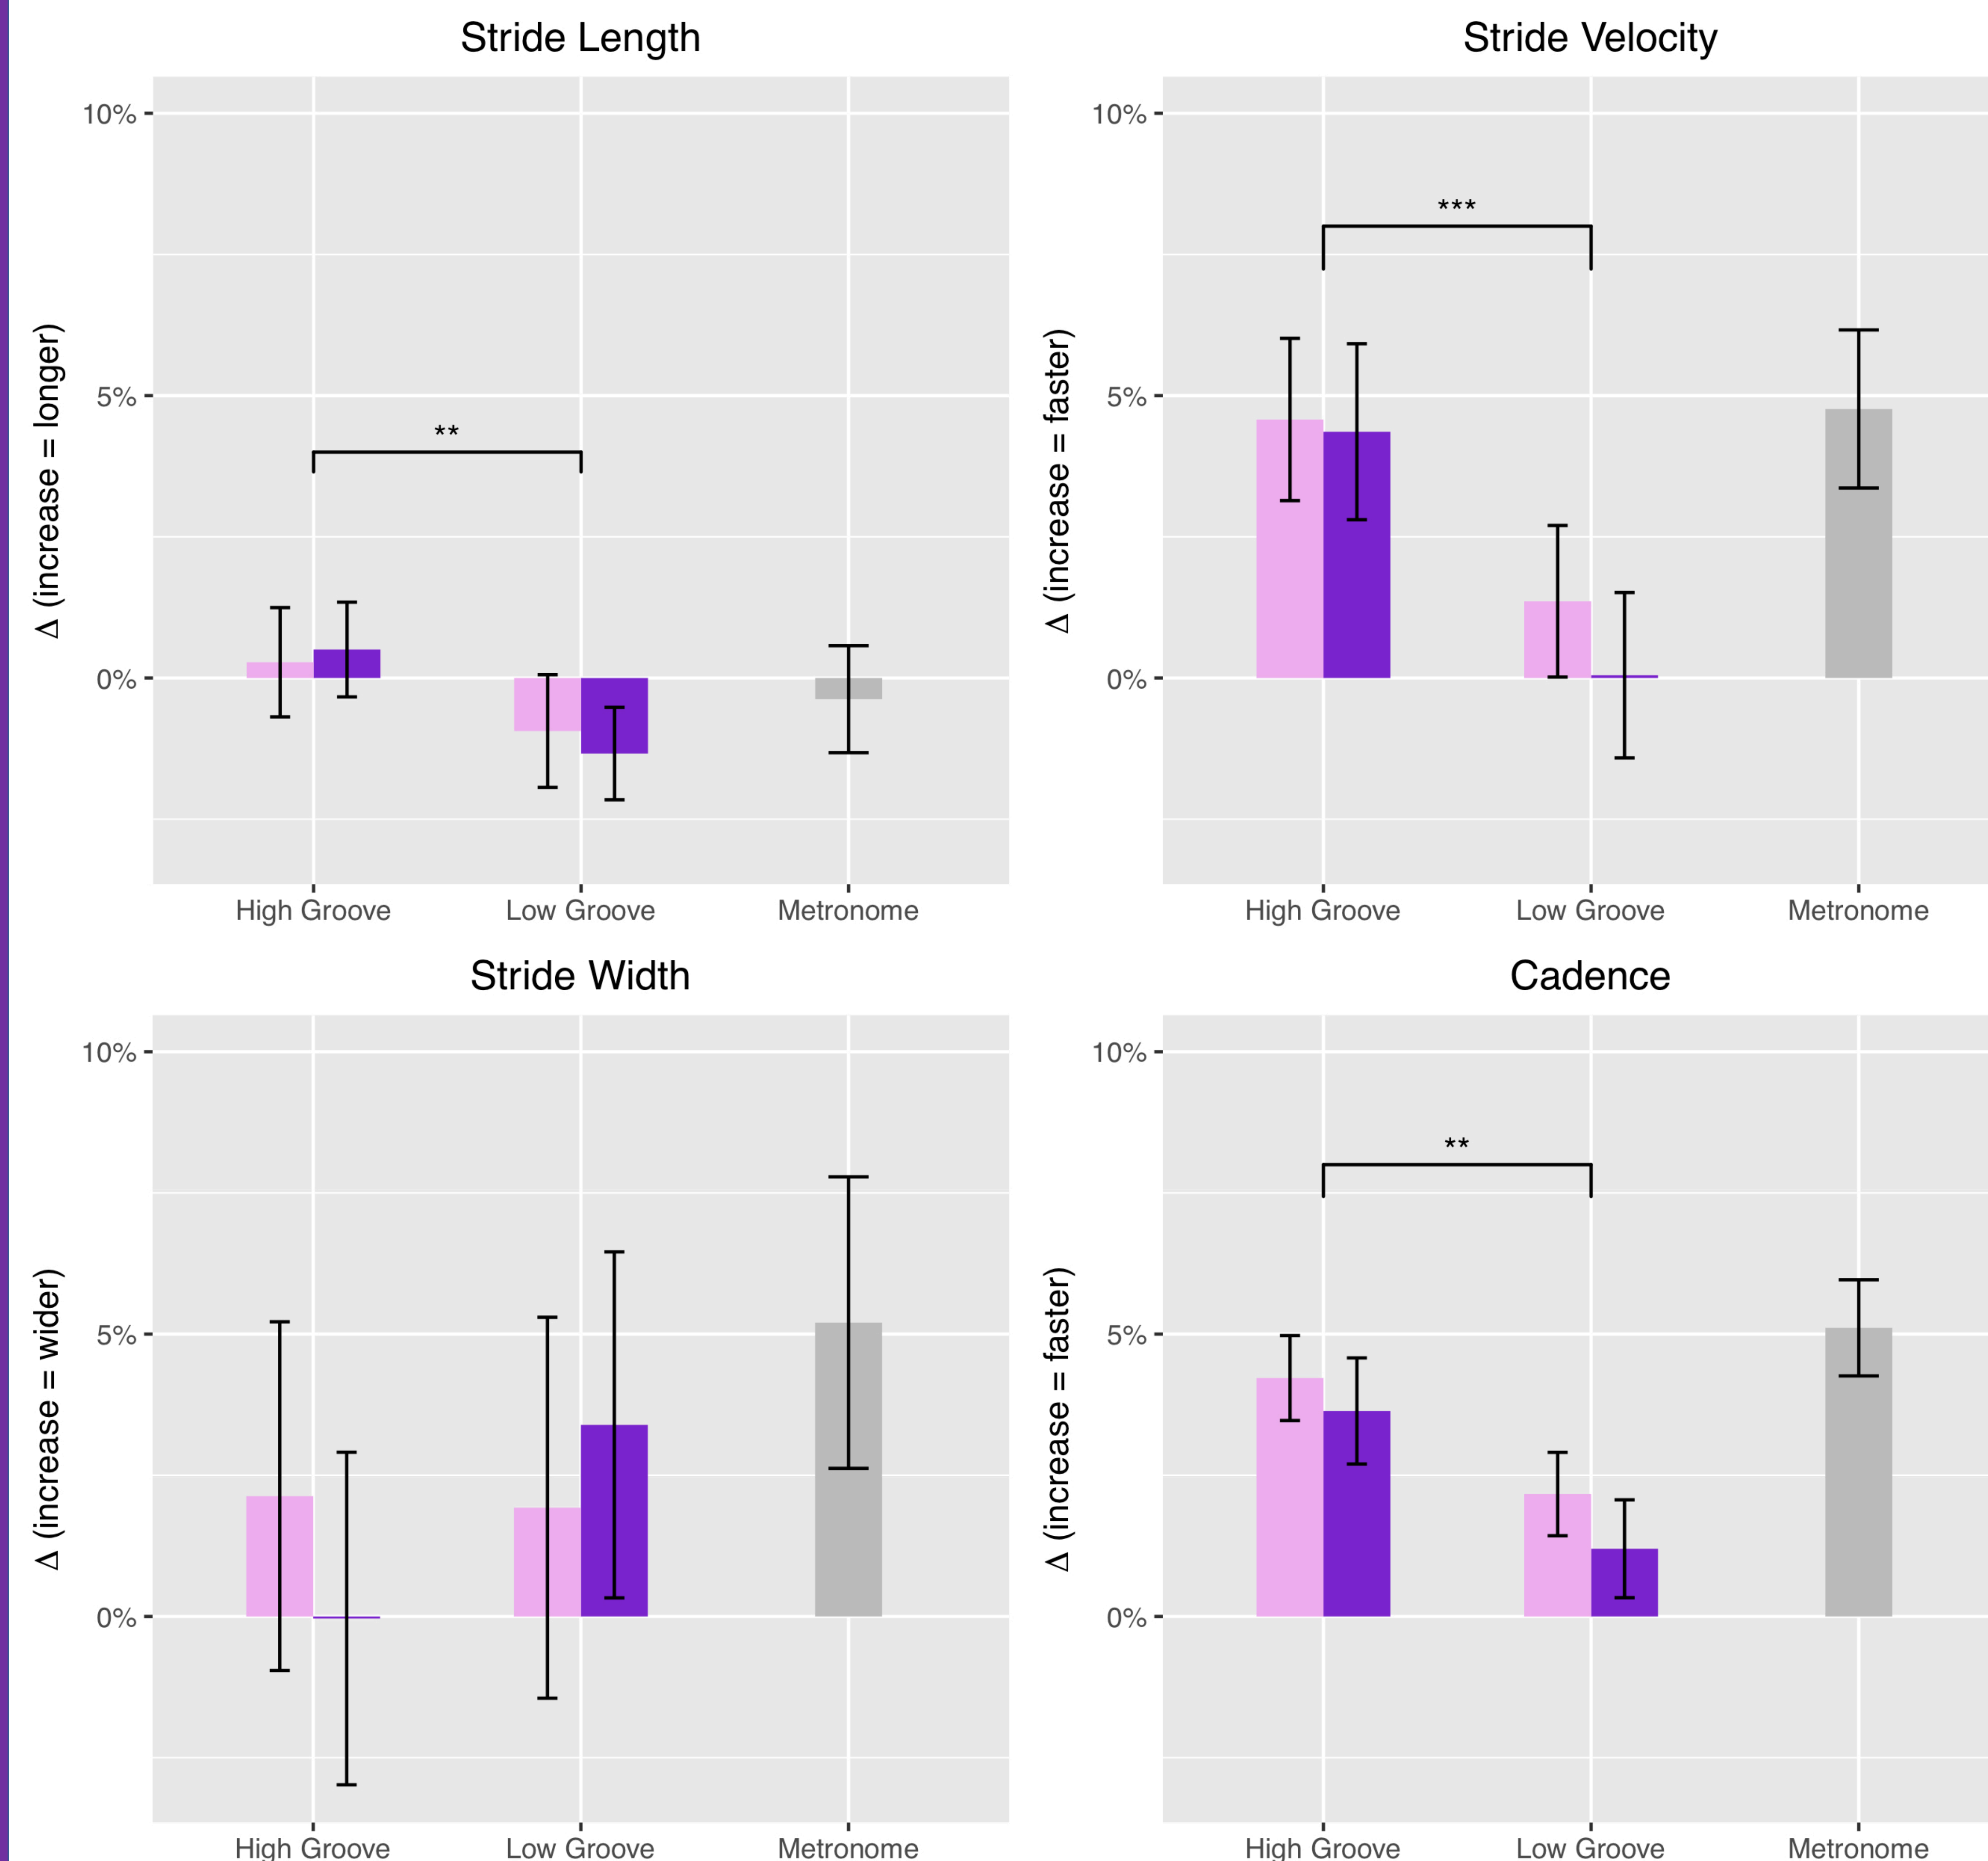 Stride Length
10%
5%
0%
Δ (increase = longer)
**
High Groove
Low Groove
Metronome
Stride Velocity
10%
5%
0%
Δ (increase = faster)
***
High Groove
Low Groove
Metronome
Stride Width
10%
5%
0%
Δ (increase = wider)
High Groove
Low Groove
Metronome
Cadence
10%
5%
0%
Δ (increase = faster)
**
High Groove
Low Groove
Metronome